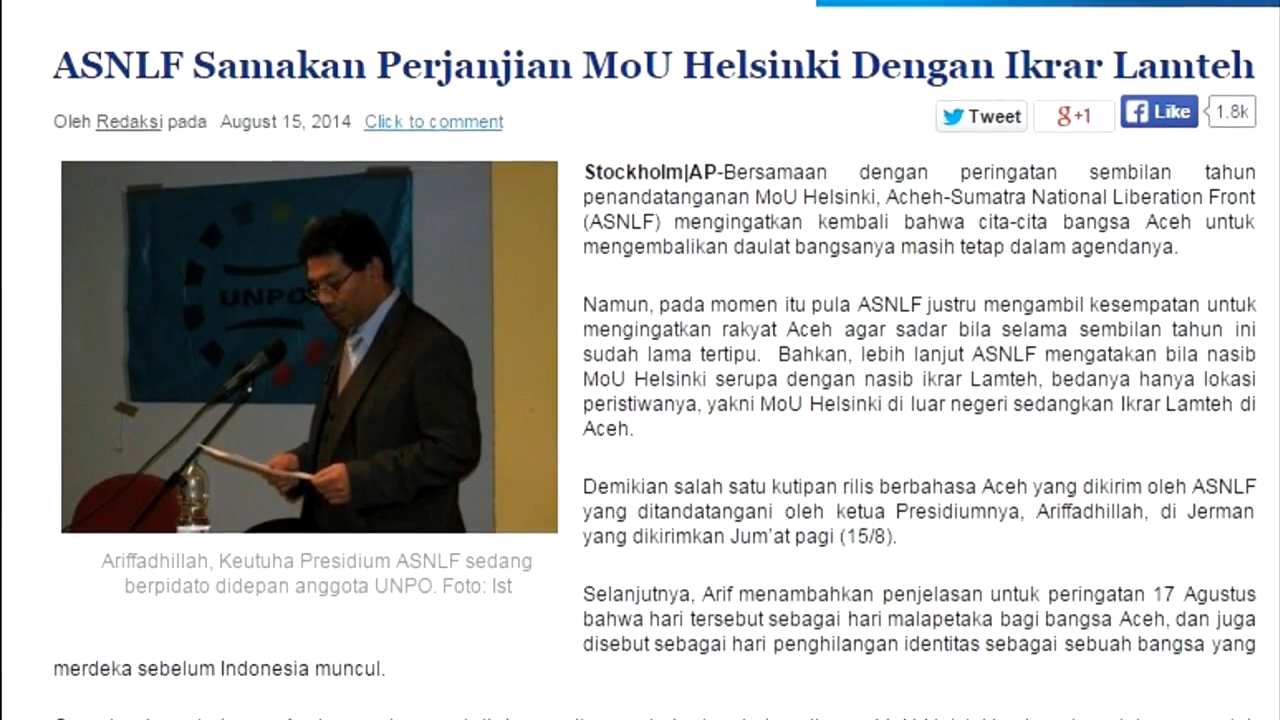 ASNLF Samakan Perjanjian MoU Helsinki Dengan Ikrar Lamteh
Oleh Redaksi pada August 15, 2014 Click to comment
Tweet
g+1
Like
1.8k
UNPO
Ariffadhillah, Keutuha Presidium ASNLF sedang
berpidato didepan anggota UNPO. Foto: Ist
Stockholm|AP-Bersamaan dengan peringatan sembilan tahun
penandatanganan MoU Helsinki, Acheh-Sumatra National Liberation Front
(ASNLF) mengingatkan kembali bahwa cita-cita bangsa Aceh untuk
mengembalikan daulat bangsanya masih tetap dalam agendanya.
Namun, pada momen itu pula ASNLF justru mengambil kesempatan untuk
mengingatkan rakyat Aceh agar sadar bila selama sembilan tahun ini
sudah lama tertipu. Bahkan, lebih lanjut ASNLF mengatakan bila nasib
MoU Helsinki serupa dengan nasib ikrar Lamteh, bedanya hanya lokasi
peristiwanya, yakni MoU Helsinki di luar negeri sedangkan Ikrar Lamteh di
Aceh.
Demikian salah satu kutipan rilis berbahasa Aceh yang dikirim oleh ASNLF
yang ditandatangani oleh ketua Presidiumnya, Ariffadhillah, di Jerman
yang dikirimkan Jum'at pagi (15/8).
Selanjutnya, Arif menambahkan penjelasan untuk peringatan 17 Agustus
bahwa hari tersebut sebagai hari malapetaka bagi bangsa Aceh, dan juga
disebut sebagai hari penghilangan identitas sebagai sebuah bangsa yang
merdeka sebelum Indonesia muncul.